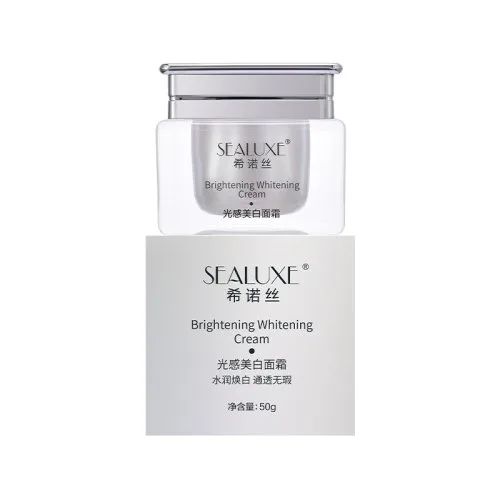 SEALUXE®
希诺丝
Brightening Whitening
Cream
光感美白面霜
SEALUXE®
希诺丝
Brightening Whitening
Cream
光感美白面霜
水润焕白 通透无瑕
净含量：50g